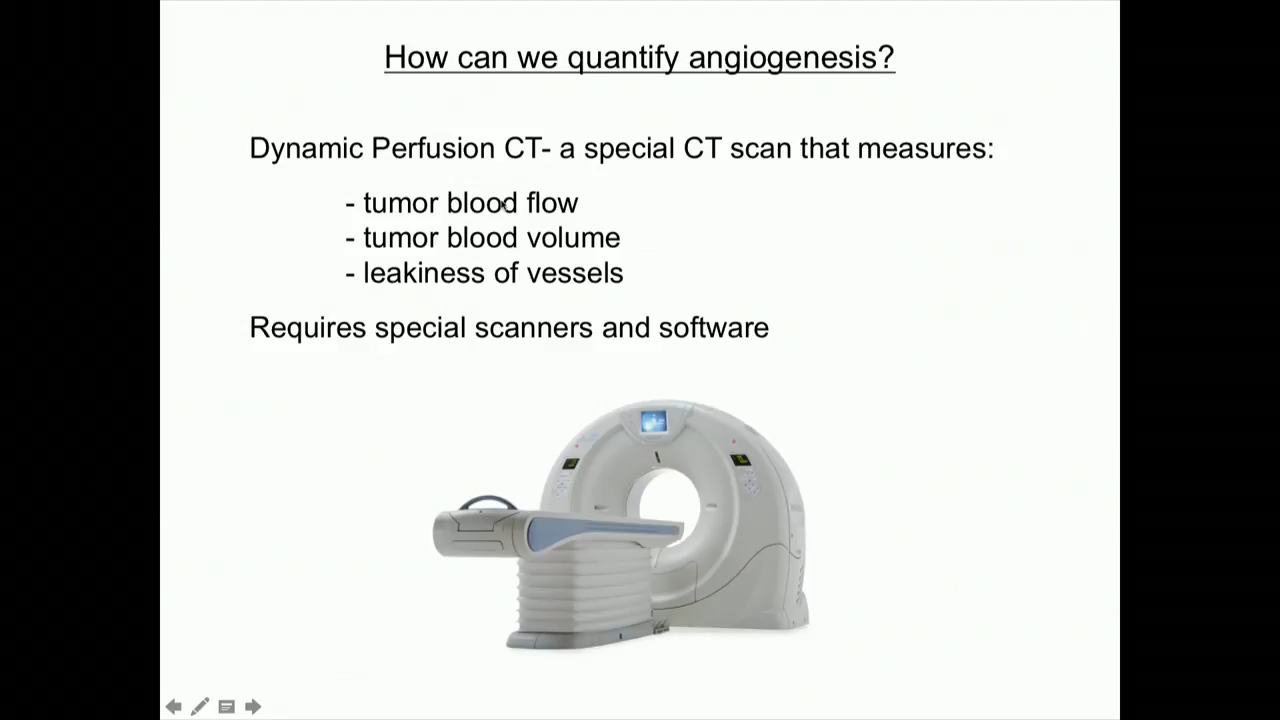 How can we quantify angiogenesis?
Dynamic Perfusion CT- a special CT scan that measures:
- tumor blood flow
- tumor blood volume
- leakiness of vessels
Requires special scanners and software